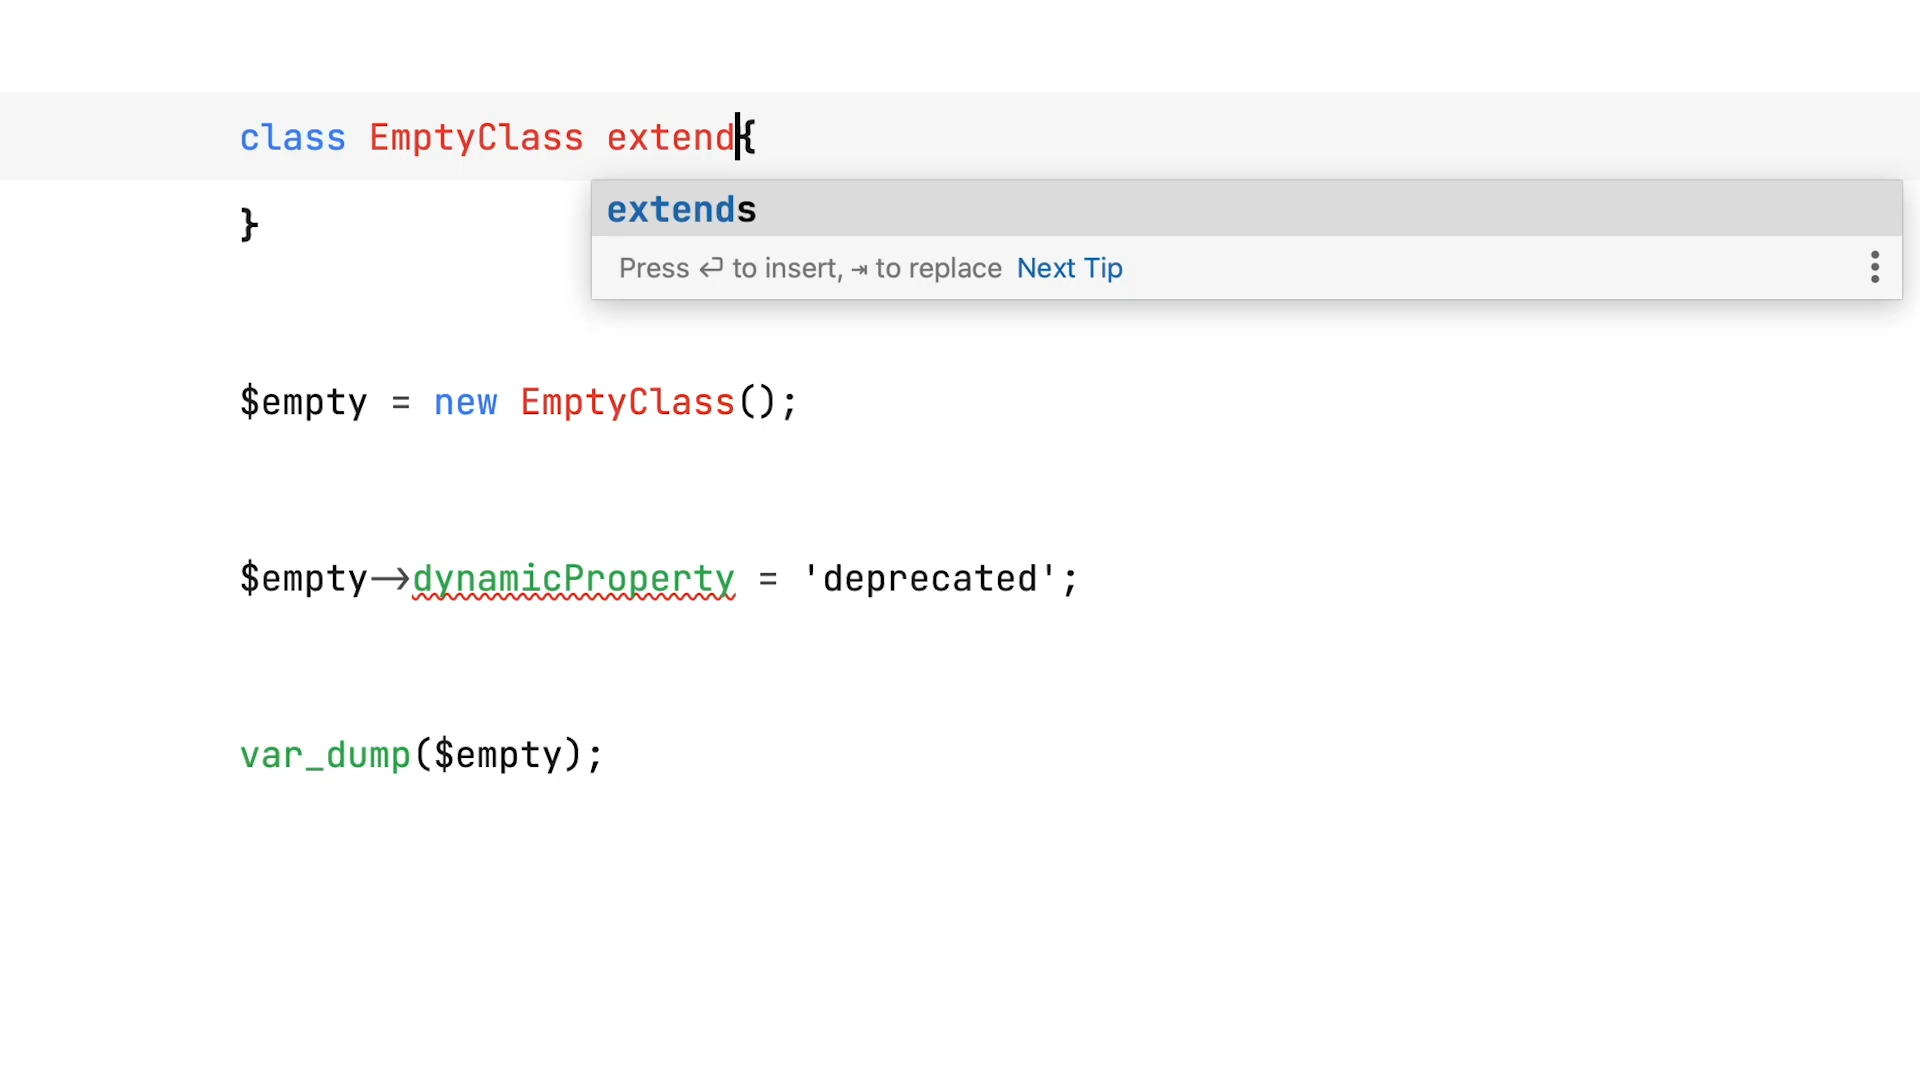 class EmptyClass extend{
extends
Press ↩ to insert, ⇥ to replace Next Tip
}
$empty = new EmptyClass();
$empty->dynamicProperty = 'deprecated';
var_dump($empty);